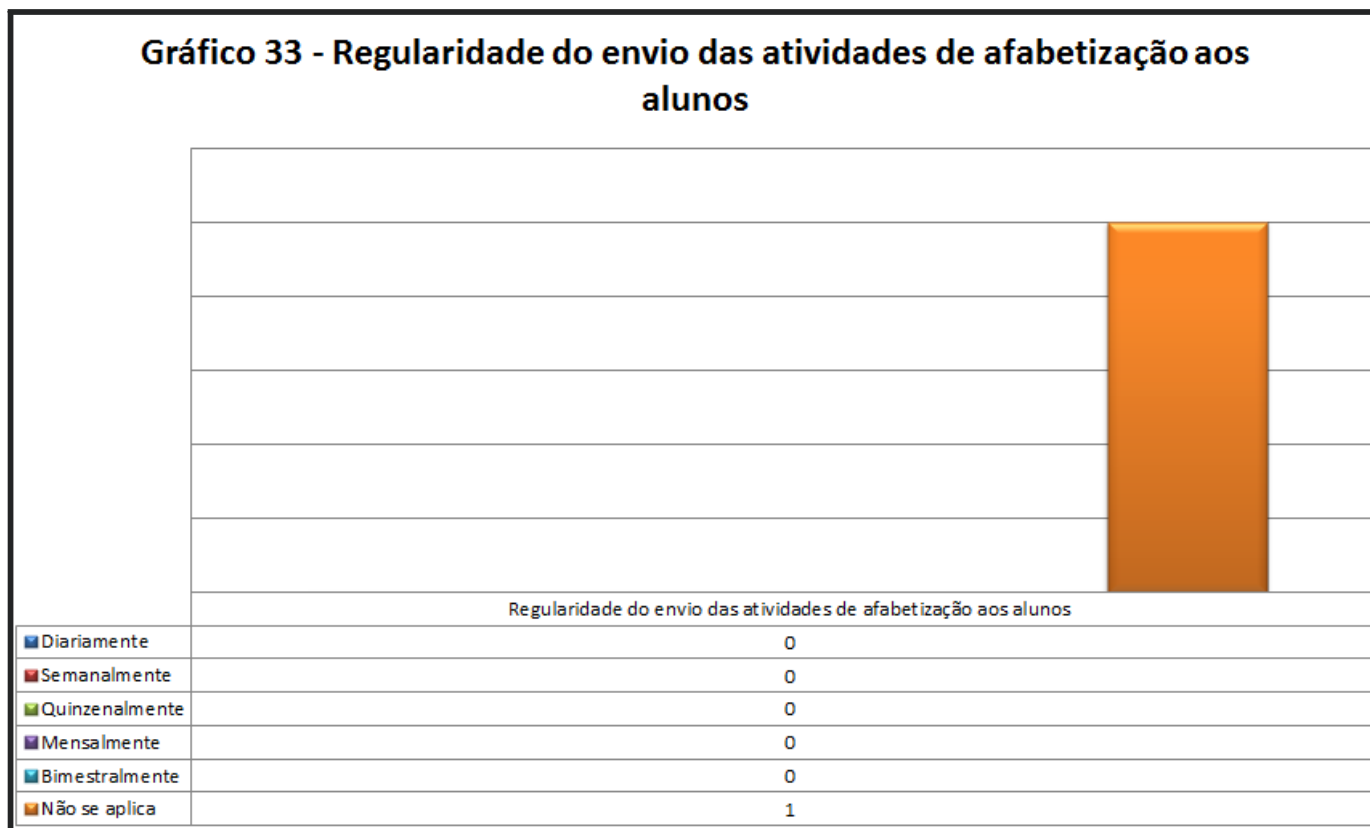 Gráfico 33 - Regularidade do envio das atividades de afabetização aos
alunos
Regularidade do envio das atividades de afabetização aos alunos
Diariamente 0
Semanalmente 0
Quinzenalmente 0
Mensalmente 0
Bimestralmente 0
Não se aplica 1